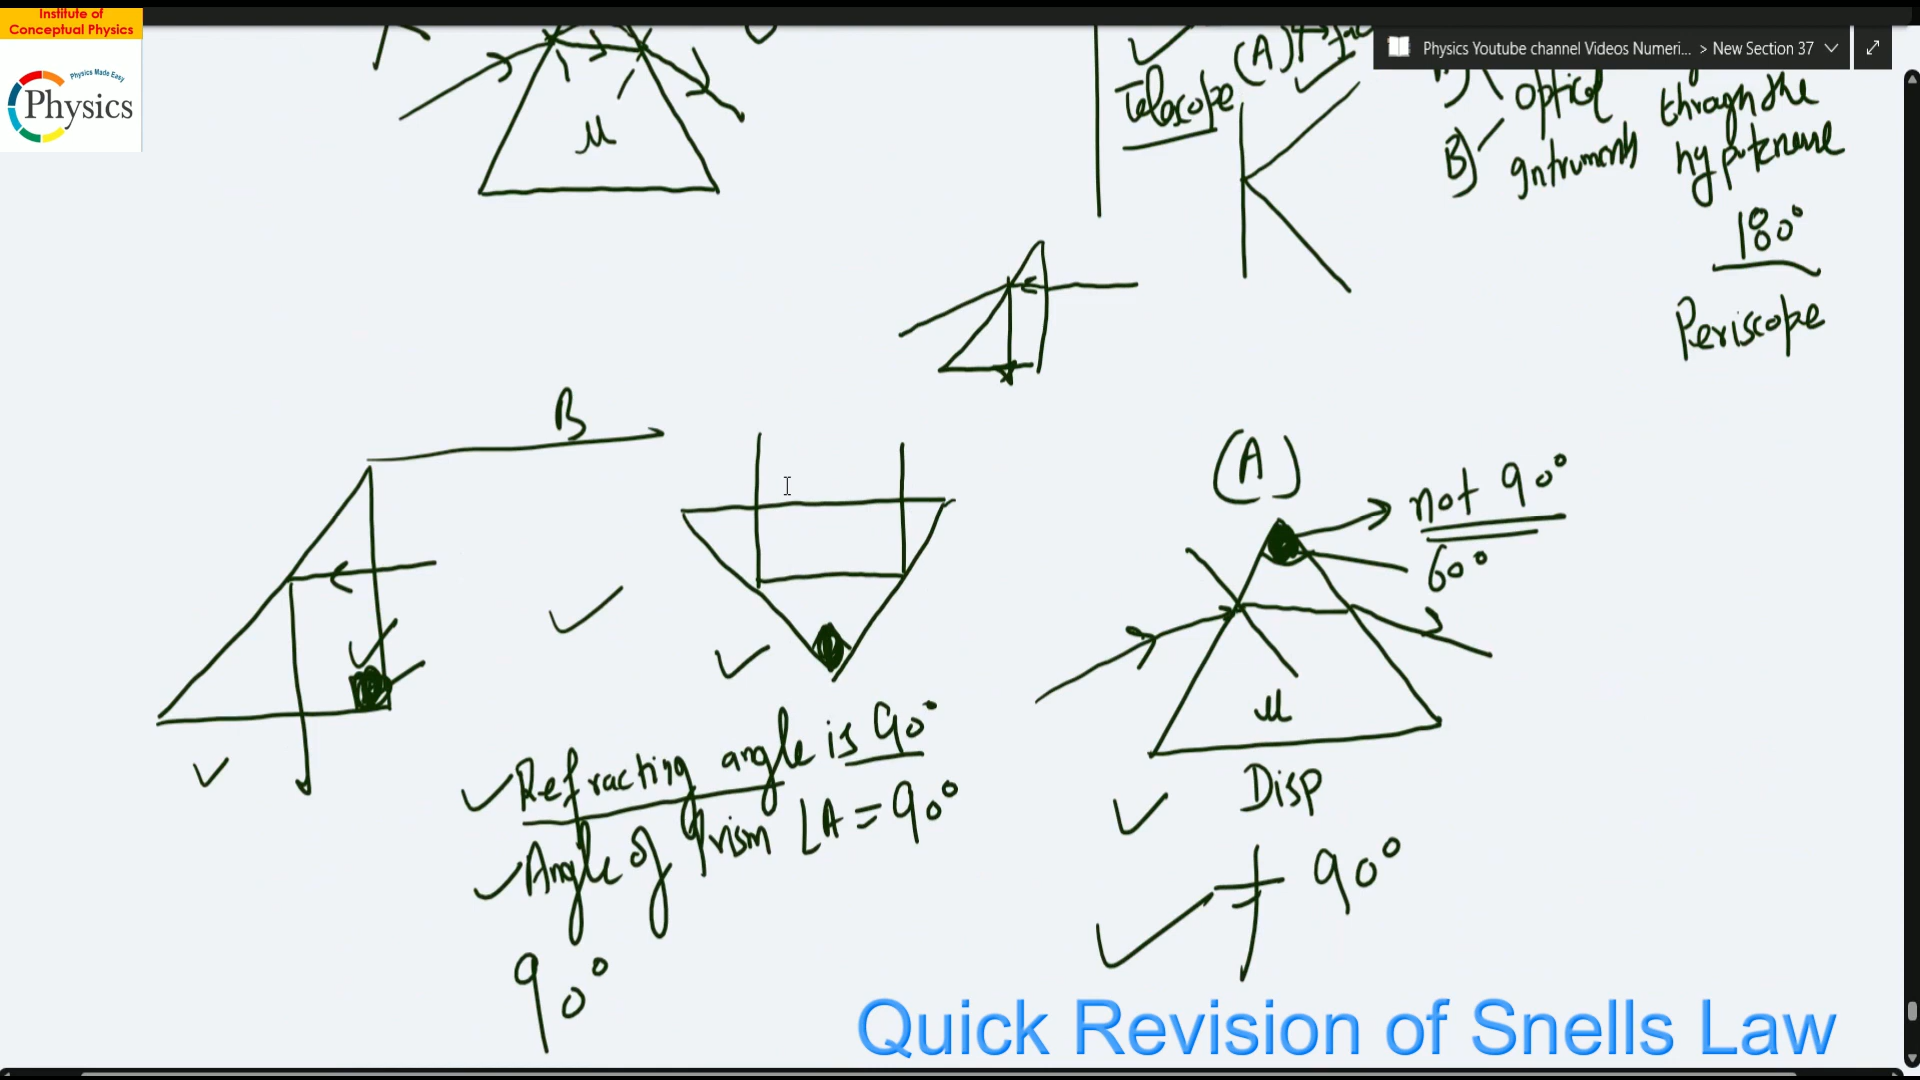 Institute of
Conceptual Physics
Physics Made Easy
Physics
Physics Youtube channel Videos Numeri... > New Section 37
Telescope
(A)
optical
B)
through the
hypotenuse
gntruments
180°
Periscope
μ
B
(A)
not 90°
60°
μ
Disp
≠ 90°
Refracting angle is 90°
Angle of Prism ∠A = 90°
90°
Quick Revision of Snells Law